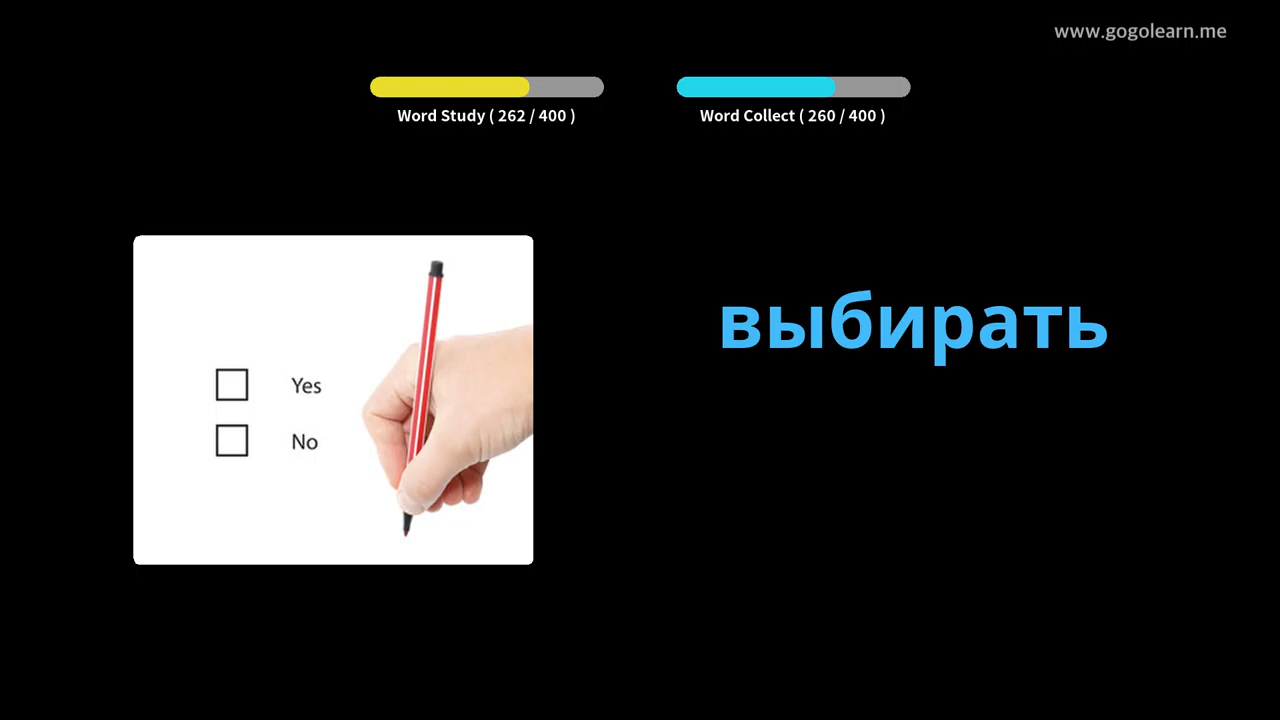 www.gogolearn.me
Word Study ( 262 / 400 )
Word Collect ( 260 / 400 )
выбирать
Yes
No